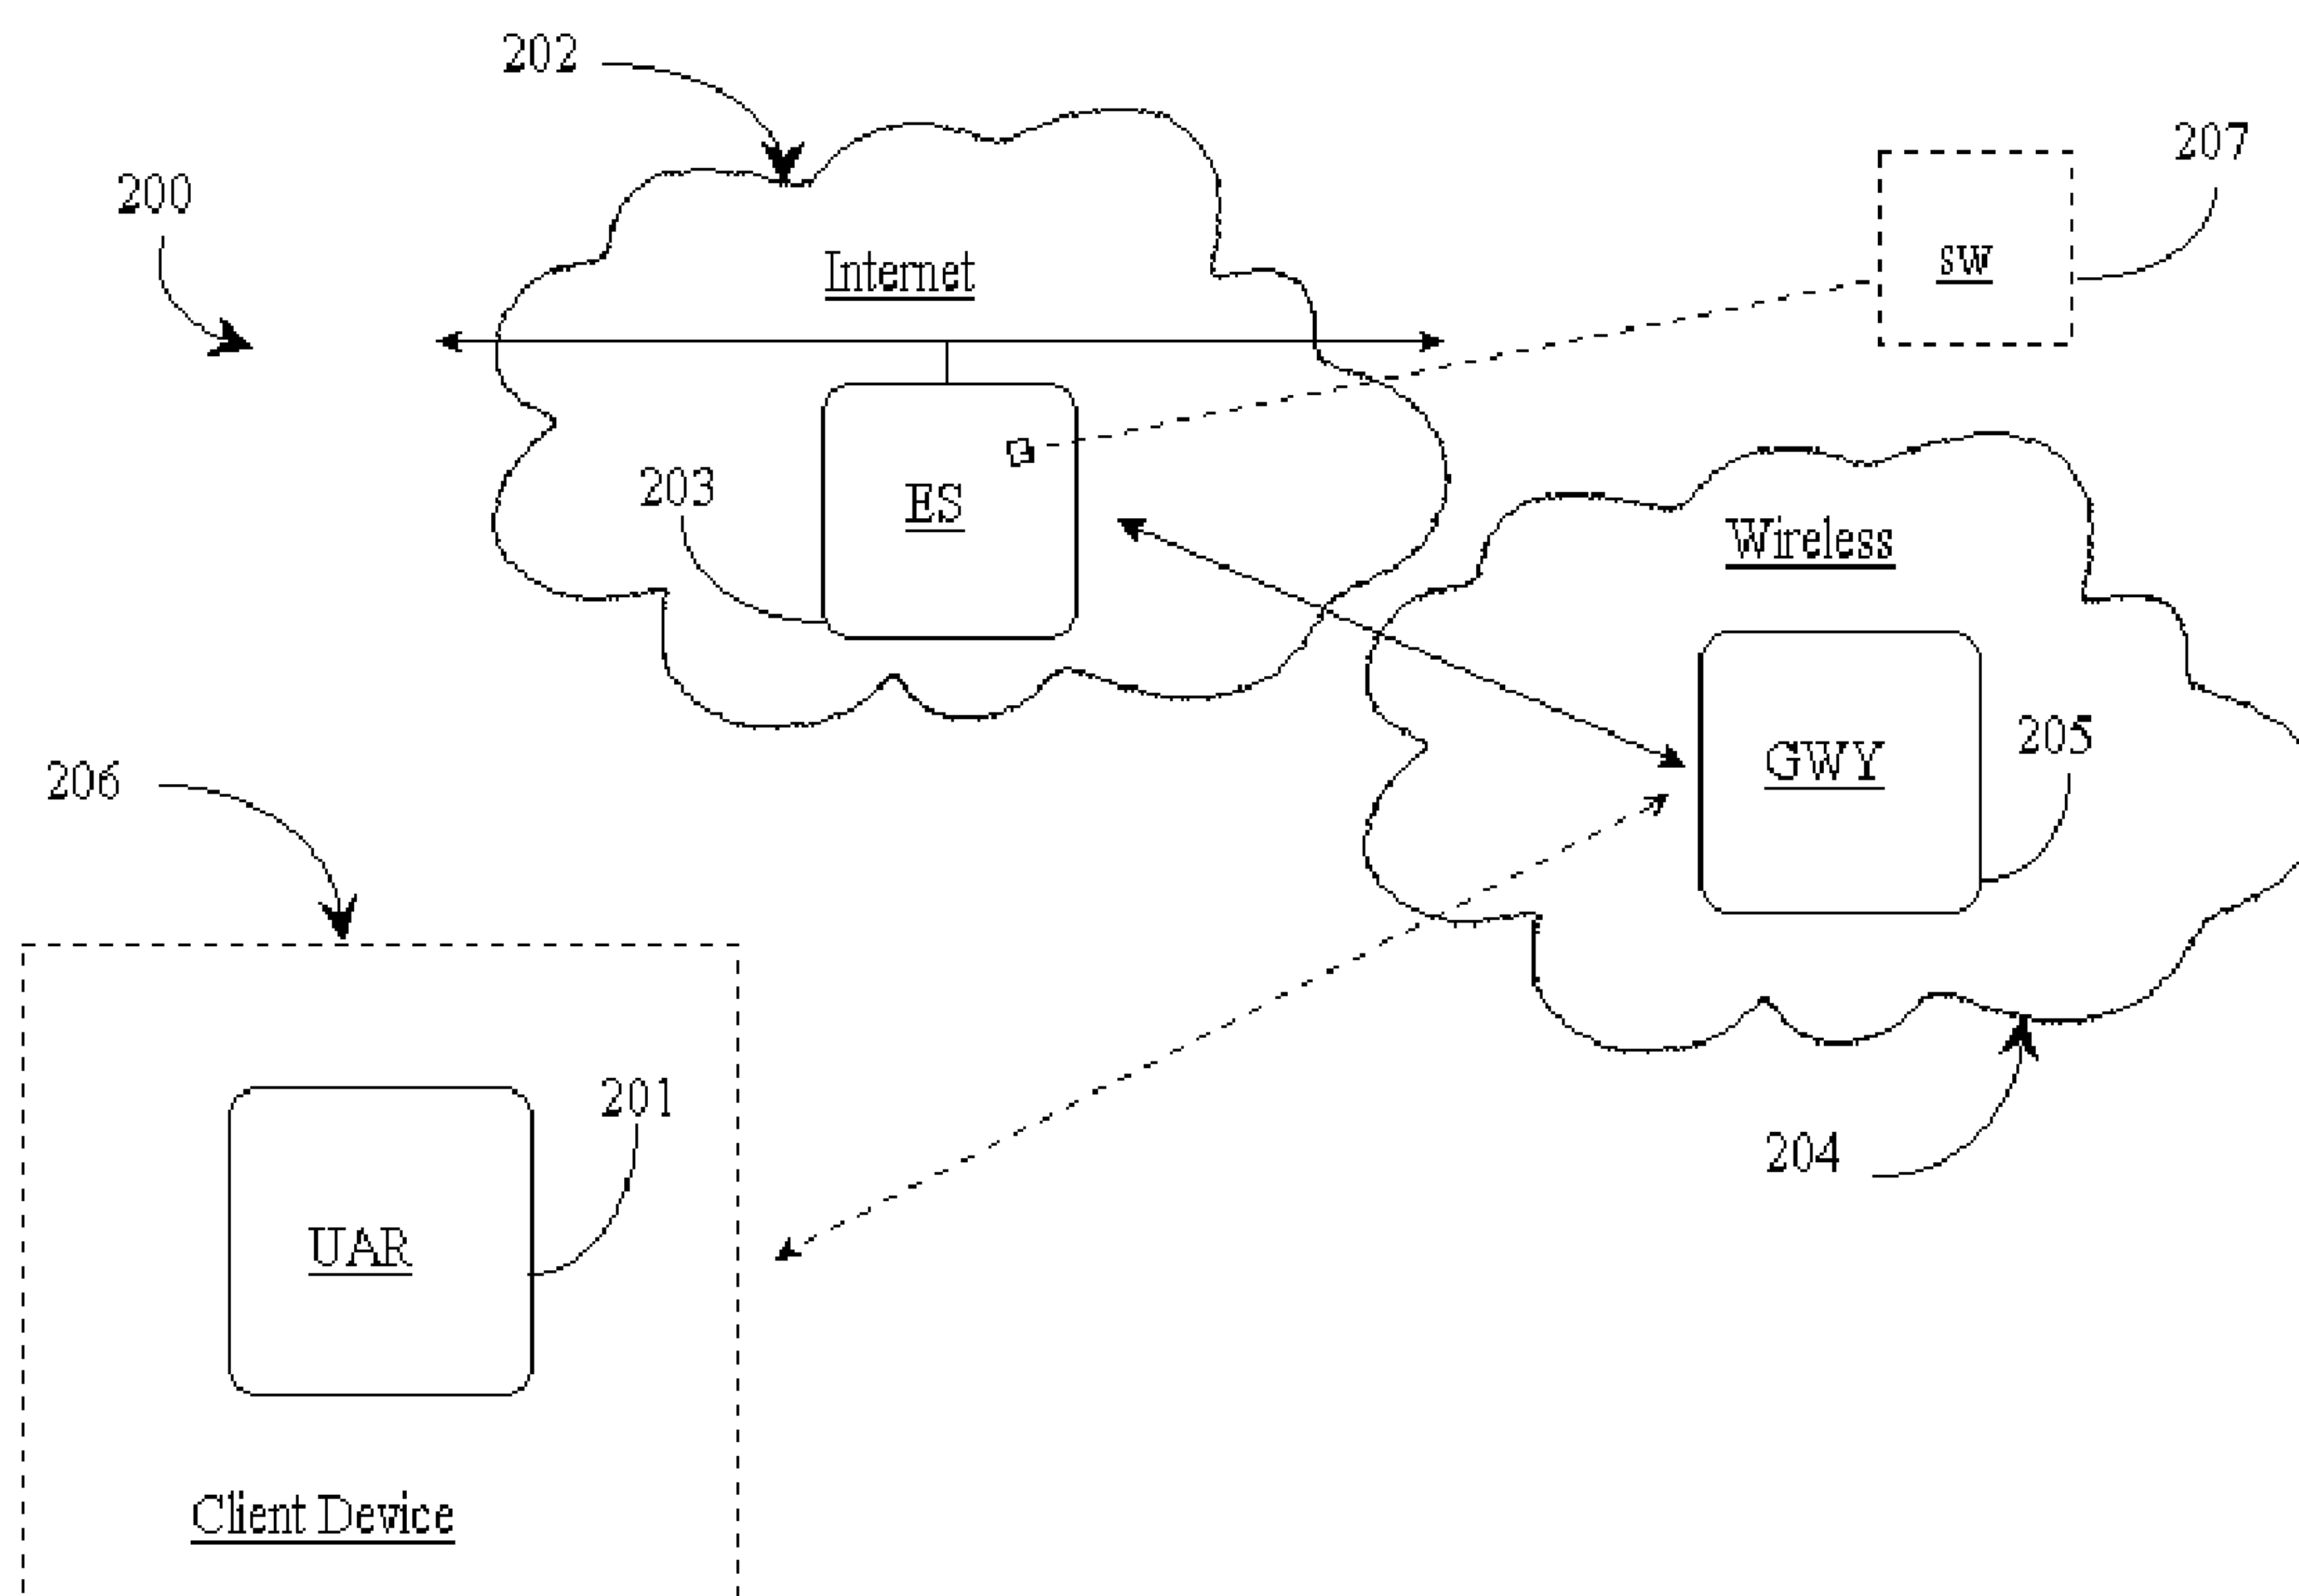 202
207
200
Internet
sw
203
ES
Wireless
205
GWY
206
201
204
UAR
Client Device